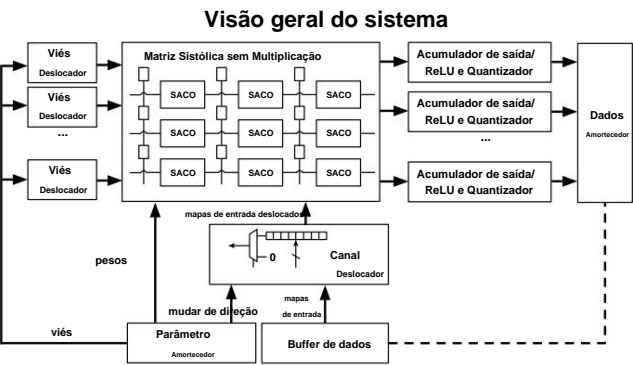 Visão geral do sistema
Viés
Deslocador
Viés
Deslocador
...
Viés
Deslocador
Matriz Sistólica sem Multiplicação
SACO
SACO
SACO
SACO
SACO
SACO
SACO
SACO
SACO
Acumulador de saída/
ReLU e Quantizador
Acumulador de saída/
ReLU e Quantizador
...
Acumulador de saída/
ReLU e Quantizador
Dados
Amortecedor
mapas de entrada deslocados
0
Canal
Deslocador
pesos
mudar de direção
mapas
de entrada
viés
Parâmetro
Amortecedor
Buffer de dados